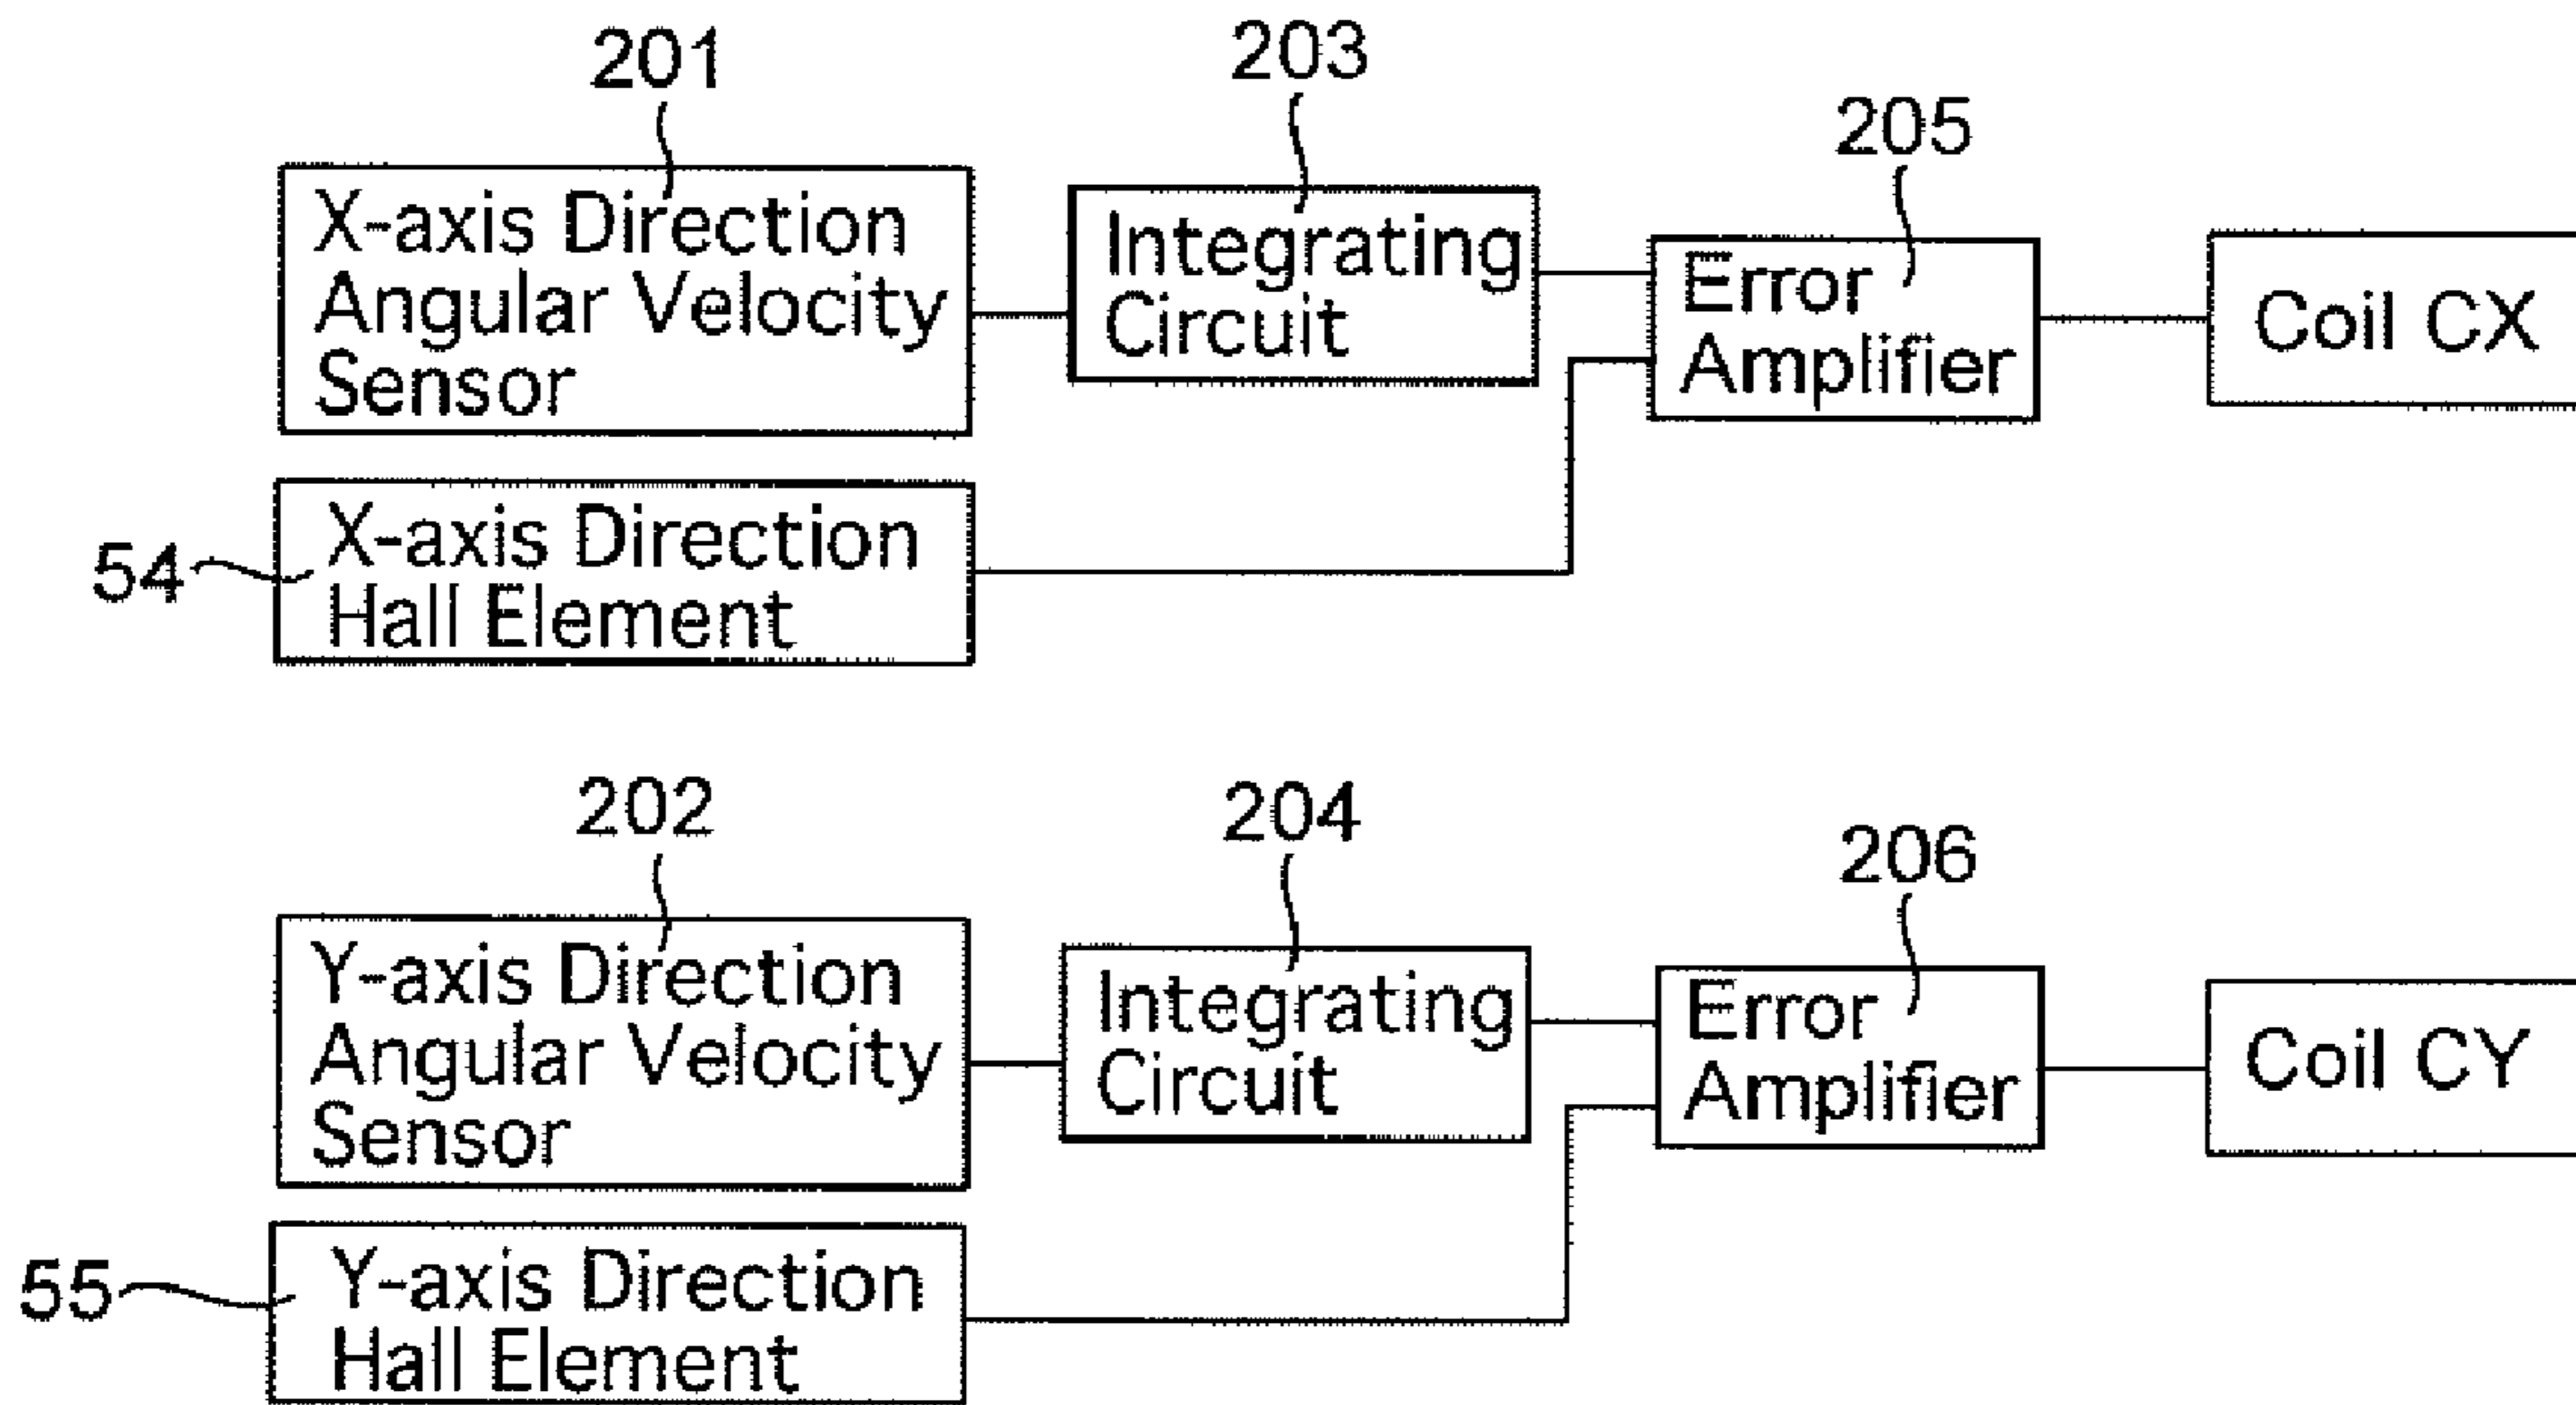 201
203
205
X-axis Direction
Angular Velocity
Sensor
Integrating
Circuit
Error
Amplifier
Coil CX
54
X-axis Direction
Hall Element
202
204
206
Y-axis Direction
Angular Velocity
Sensor
Integrating
Circuit
Error
Amplifier
Coil CY
55
Y-axis Direction
Hall Element